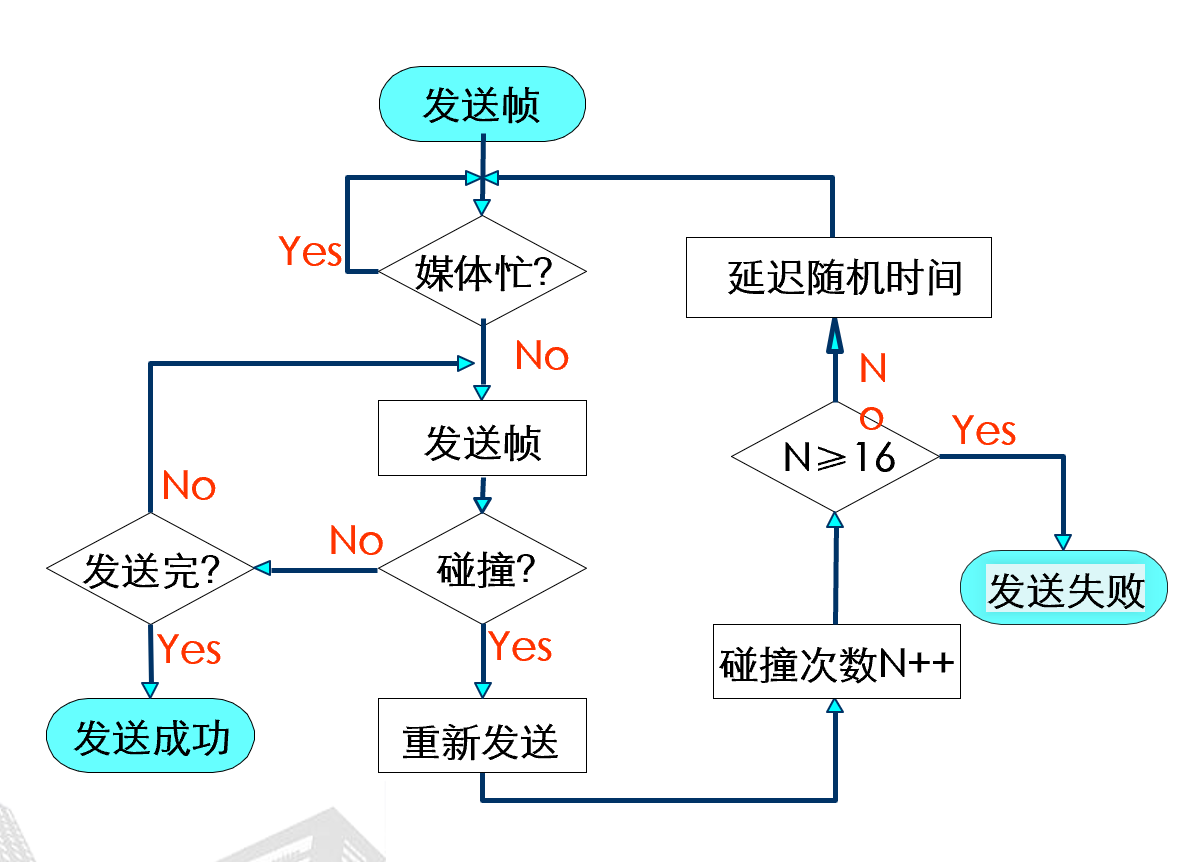 发送帧
Yes
媒体忙?
延迟随机时间
No
N
o
发送帧
Yes
N≥16
No
No
发送完?
碰撞?
发送失败
Yes
Yes
碰撞次数N++
发送成功
重新发送